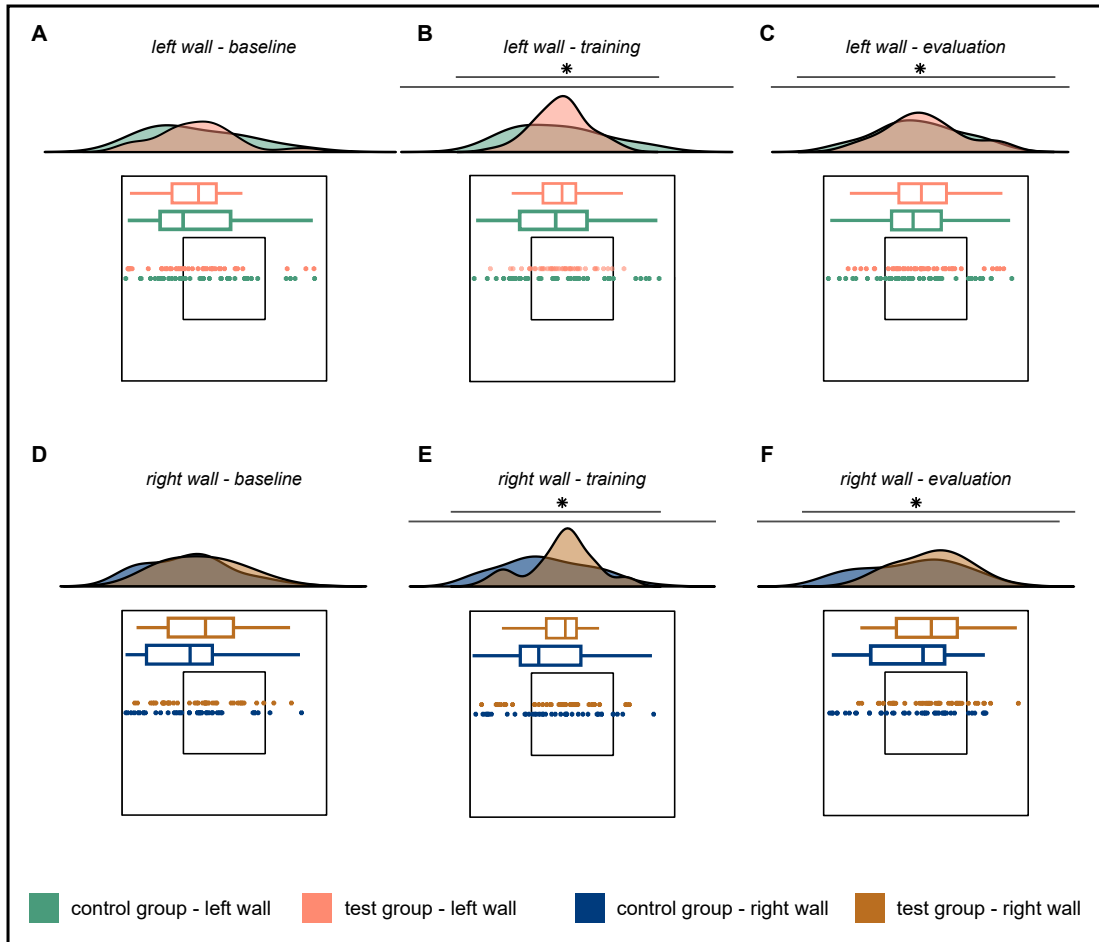 A
B
C
left wall - baseline
left wall - training
left wall - evaluation
*
*
D
E
F
right wall - baseline
right wall - training
right wall - evaluation
*
*
control group - left wall
test group - left wall
control group - right wall
test group - right wall